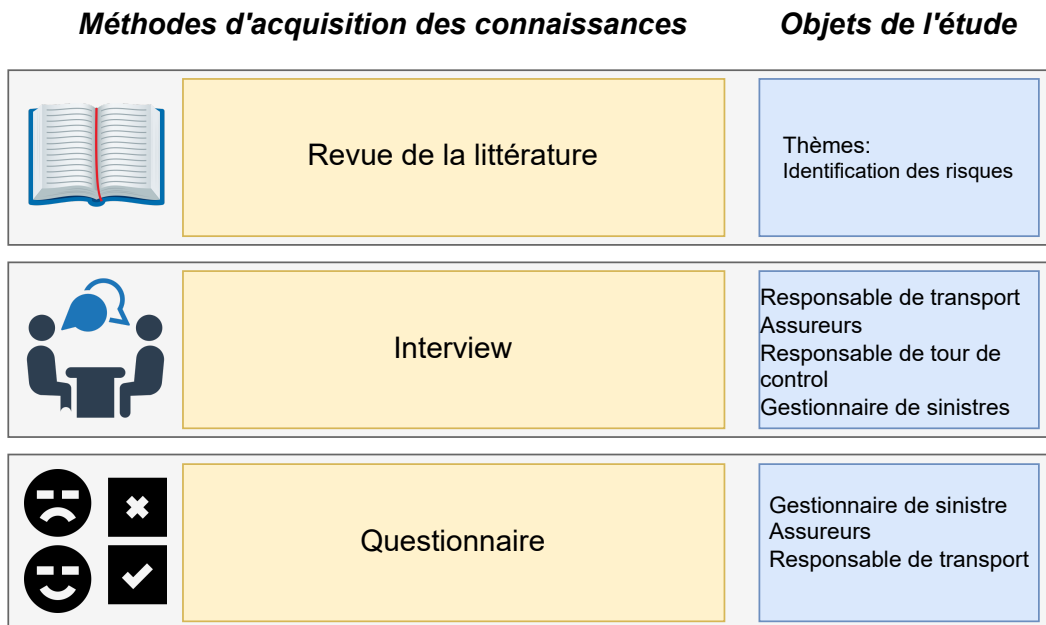 Méthodes d'acquisition des connaissances
Objets de l'étude
Revue de la littérature
Thèmes:
Identification des risques
Interview
Responsable de transport
Assureurs
Responsable de tour de
control
Gestionnaire de sinistres
Questionnaire
Gestionnaire de sinistre
Assureurs
Responsable de transport